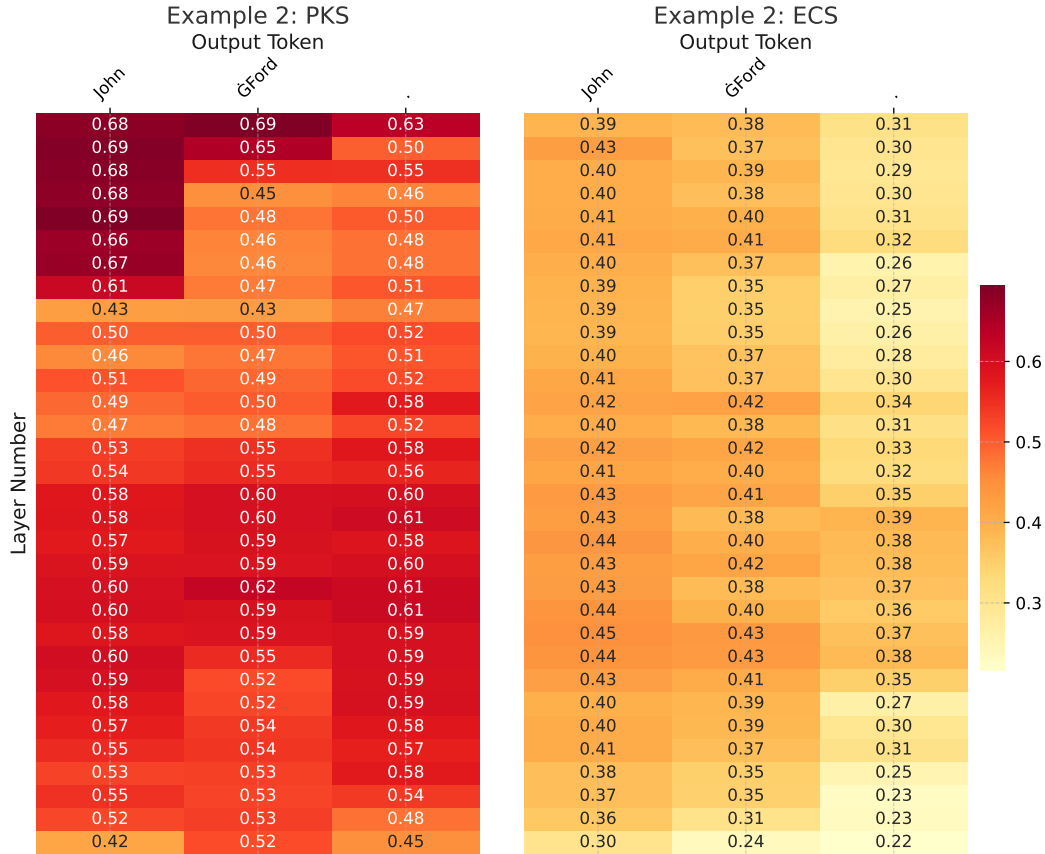 Example 2: PKS
Output Token
John ĠFord .
Layer Number
0.68 0.69 0.63
0.69 0.65 0.50
0.68 0.55 0.55
0.68 0.45 0.46
0.69 0.48 0.50
0.66 0.46 0.48
0.67 0.46 0.48
0.61 0.47 0.51
0.43 0.43 0.47
0.50 0.50 0.52
0.46 0.47 0.51
0.51 0.49 0.52
0.49 0.50 0.58
0.47 0.48 0.52
0.53 0.55 0.58
0.54 0.55 0.56
0.58 0.60 0.60
0.58 0.60 0.61
0.57 0.59 0.58
0.59 0.59 0.60
0.60 0.62 0.61
0.60 0.59 0.61
0.58 0.59 0.59
0.60 0.55 0.59
0.59 0.52 0.59
0.58 0.52 0.59
0.57 0.54 0.58
0.55 0.54 0.57
0.53 0.53 0.58
0.55 0.53 0.54
0.52 0.53 0.48
0.42 0.52 0.45
Example 2: ECS
Output Token
John ĠFord .
0.39 0.38 0.31
0.43 0.37 0.30
0.40 0.39 0.29
0.40 0.38 0.30
0.41 0.40 0.31
0.41 0.41 0.32
0.40 0.37 0.26
0.39 0.35 0.27
0.39 0.35 0.25
0.39 0.35 0.26
0.40 0.37 0.28
0.41 0.37 0.30
0.42 0.42 0.34
0.40 0.38 0.31
0.42 0.42 0.33
0.41 0.40 0.32
0.43 0.41 0.35
0.43 0.38 0.39
0.44 0.40 0.38
0.43 0.42 0.38
0.43 0.38 0.37
0.44 0.40 0.36
0.45 0.43 0.37
0.44 0.43 0.38
0.43 0.41 0.35
0.40 0.39 0.27
0.40 0.39 0.30
0.41 0.37 0.31
0.38 0.35 0.25
0.37 0.35 0.23
0.36 0.31 0.23
0.30 0.24 0.22
0.6
0.5
0.4
0.3